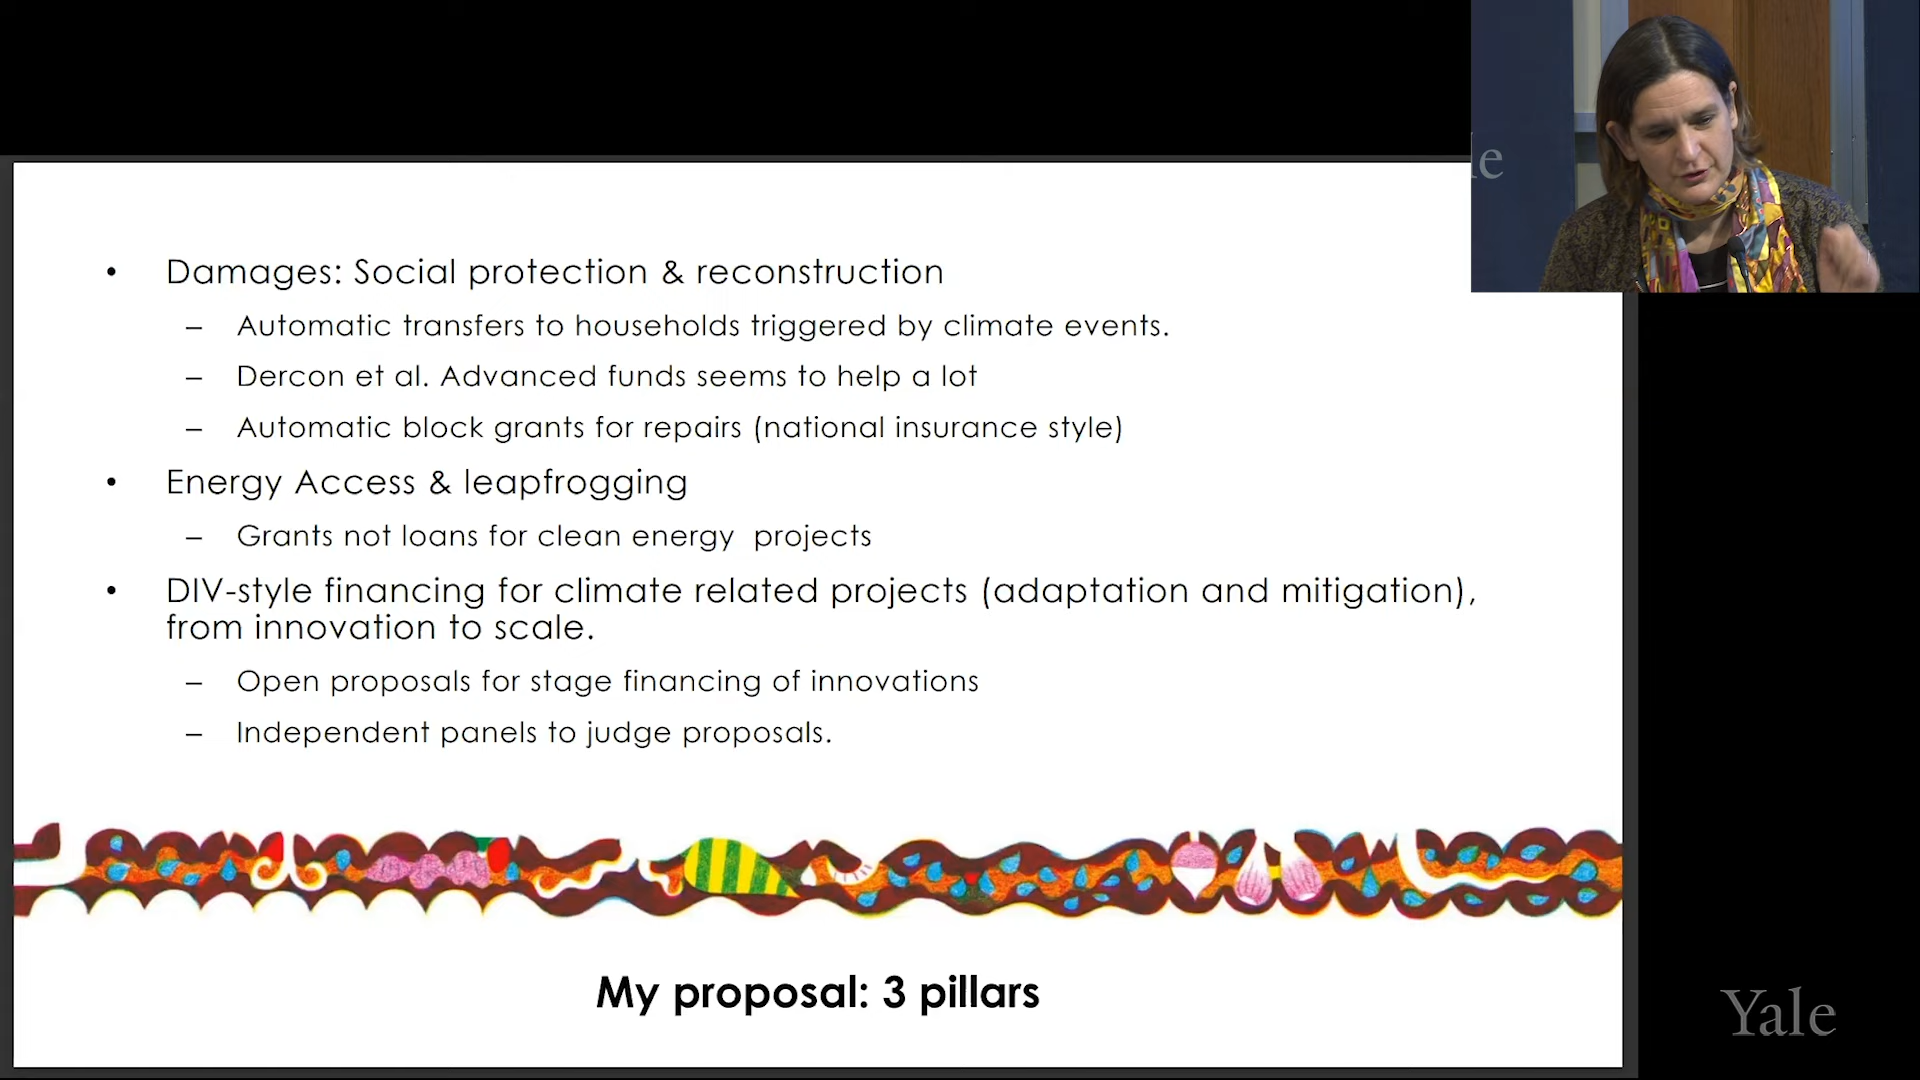 le
• Damages: Social protection & reconstruction
– Automatic transfers to households triggered by climate events.
– Dercon et al. Advanced funds seems to help a lot
– Automatic block grants for repairs (national insurance style)
• Energy Access & leapfrogging
– Grants not loans for clean energy  projects
• DIV-style financing for climate related projects (adaptation and mitigation),
from innovation to scale.
– Open proposals for stage financing of innovations
– Independent panels to judge proposals.
My proposal: 3 pillars
Yale